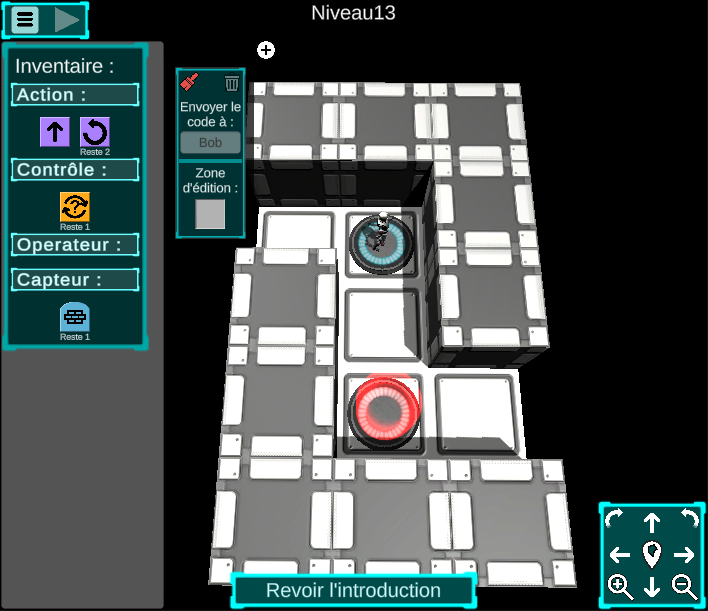 Niveau13
Inventaire :
Action :
Reste 2
Contrôle :
Reste 1
Operateur :
Capteur :
Reste 1
Envoyer le
code à :
Bob
Zone
d'édition :
Revoir l'introduction